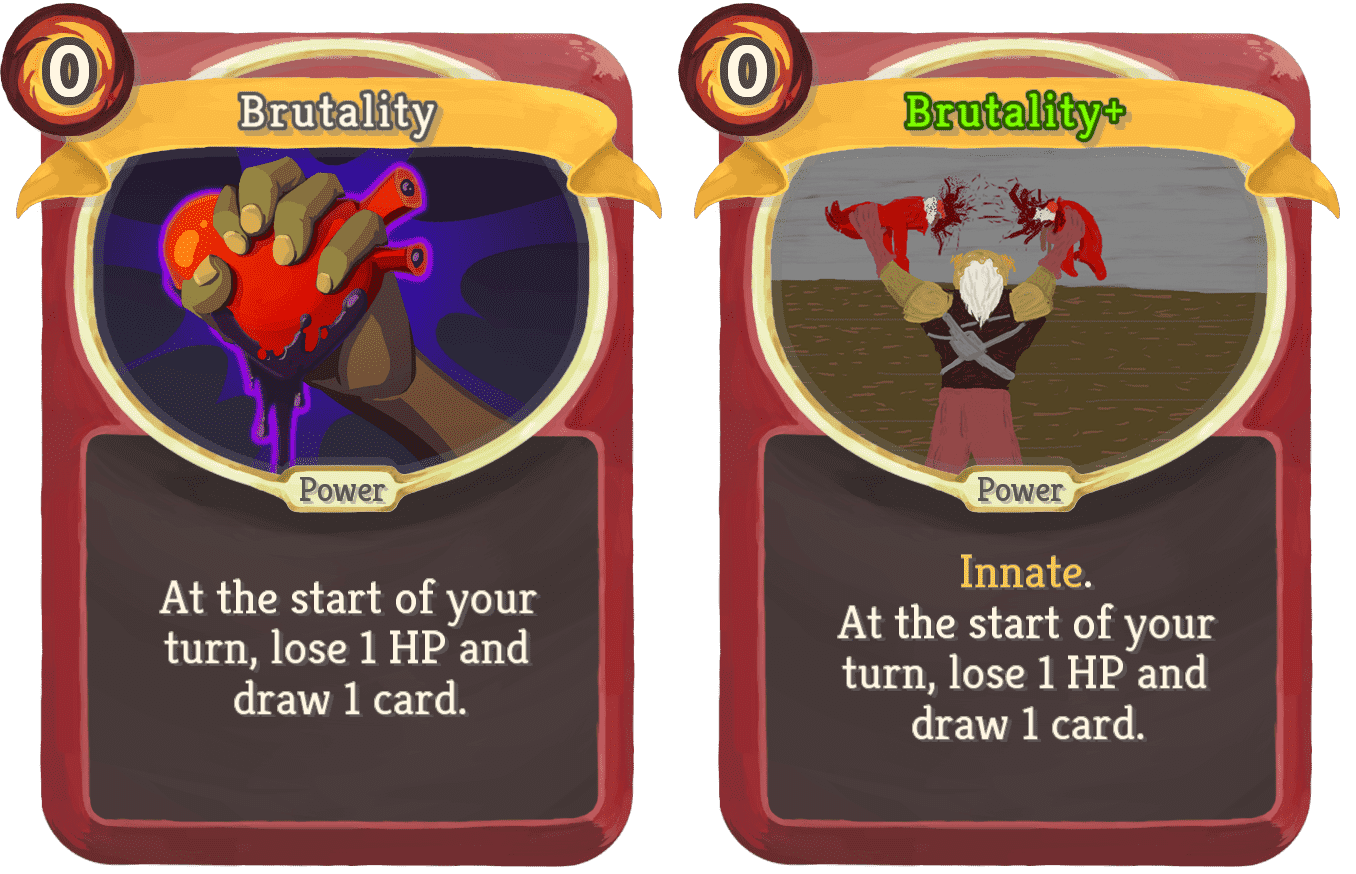 0
Brutality
Power
At the start of your
turn, lose 1 HP and
draw 1 card.
0
Brutality+
Power
Innate.
At the start of your
turn, lose 1 HP and
draw 1 card.